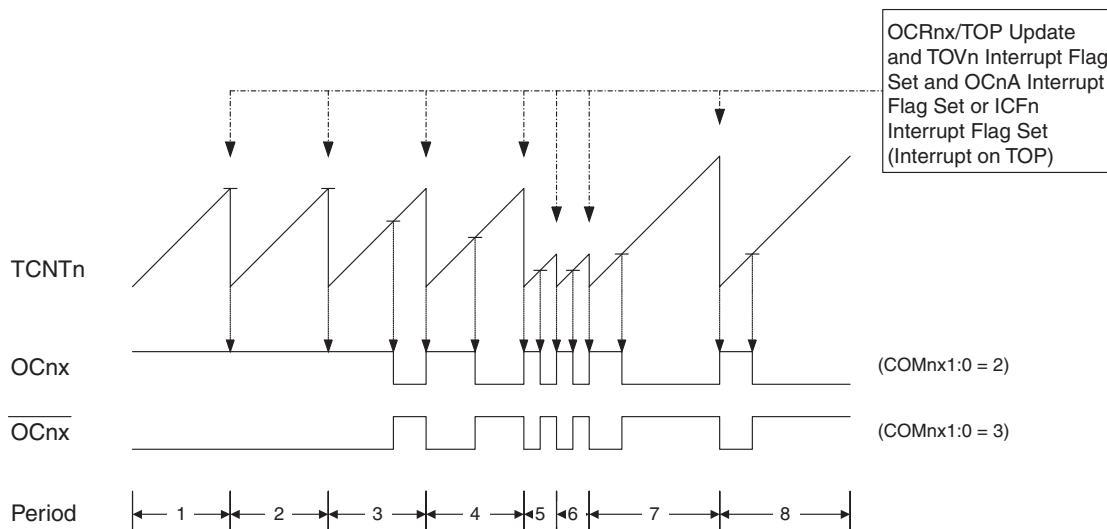 OCRnx/TOP Update
and TOVn Interrupt Flag
Set and OCnA Interrupt
Flag Set or ICFn
Interrupt Flag Set
(Interrupt on TOP)
TCNTn
OCnx
(COMnx1:0 = 2)
OCnx
(COMnx1:0 = 3)
Period
1 2 3 4 5 6 7 8